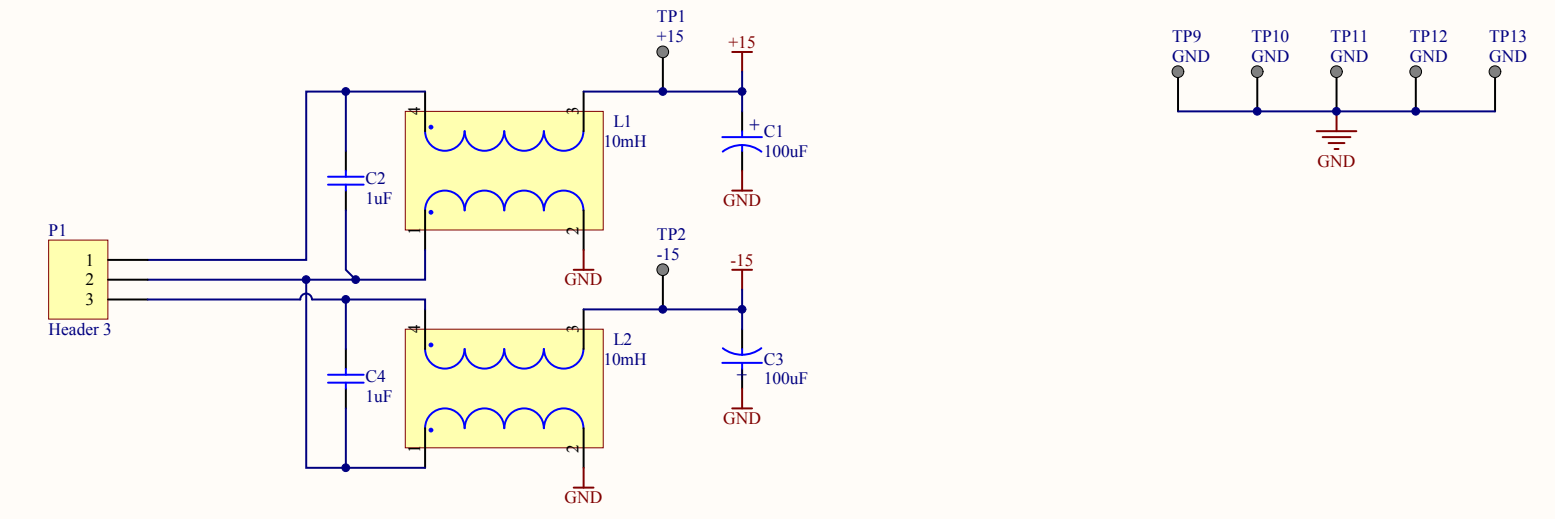 TP1
+15
+15
TP9
GND
TP10
GND
TP11
GND
TP12
GND
TP13
GND
4
3
L1
10mH
+
C1
100uF
C2
1uF
1
2
GND
GND
GND
P1
1
2
3
Header 3
TP2
-15
-15
4
3
L2
10mH
C3
100uF
+
C4
1uF
1
2
GND
GND